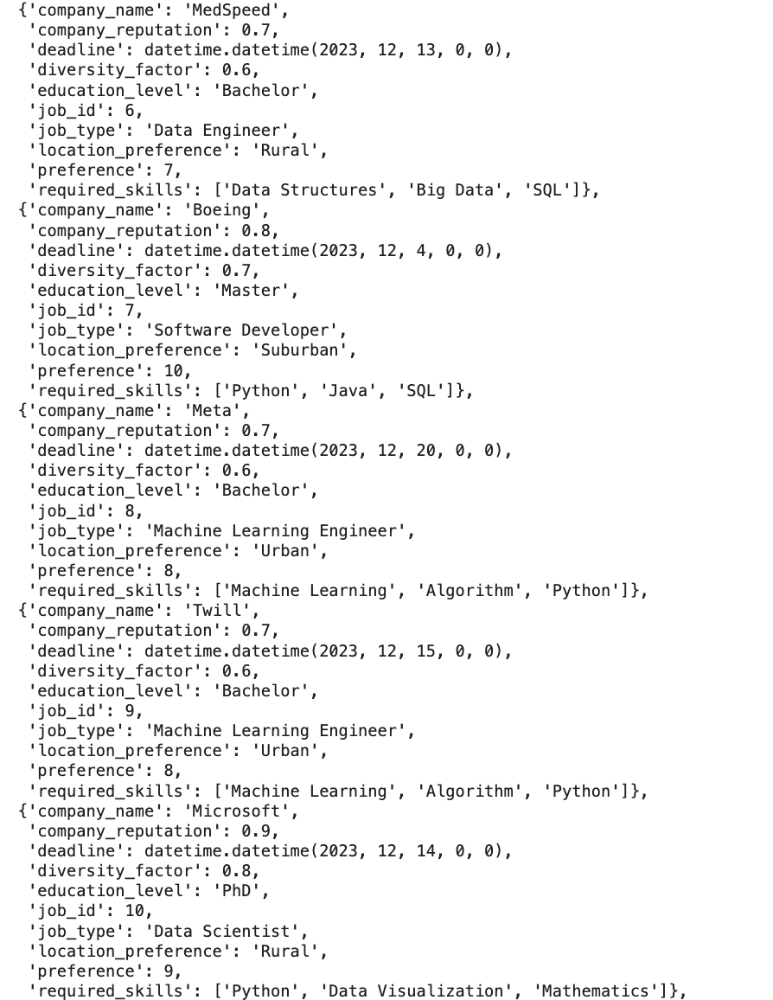 {'company_name': 'MedSpeed',
'company_reputation': 0.7,
'deadline': datetime.datetime(2023, 12, 13, 0, 0),
'diversity_factor': 0.6,
'education_level': 'Bachelor',
'job_id': 6,
'job_type': 'Data Engineer',
'location_preference': 'Rural',
'preference': 7,
'required_skills': ['Data Structures', 'Big Data', 'SQL']},
{'company_name': 'Boeing',
'company_reputation': 0.8,
'deadline': datetime.datetime(2023, 12, 4, 0, 0),
'diversity_factor': 0.7,
'education_level': 'Master',
'job_id': 7,
'job_type': 'Software Developer',
'location_preference': 'Suburban',
'preference': 10,
'required_skills': ['Python', 'Java', 'SQL']},
{'company_name': 'Meta',
'company_reputation': 0.7,
'deadline': datetime.datetime(2023, 12, 20, 0, 0),
'diversity_factor': 0.6,
'education_level': 'Bachelor',
'job_id': 8,
'job_type': 'Machine Learning Engineer',
'location_preference': 'Urban',
'preference': 8,
'required_skills': ['Machine Learning', 'Algorithm', 'Python']},
{'company_name': 'Twill',
'company_reputation': 0.7,
'deadline': datetime.datetime(2023, 12, 15, 0, 0),
'diversity_factor': 0.6,
'education_level': 'Bachelor',
'job_id': 9,
'job_type': 'Machine Learning Engineer',
'location_preference': 'Urban',
'preference': 8,
'required_skills': ['Machine Learning', 'Algorithm', 'Python']},
{'company_name': 'Microsoft',
'company_reputation': 0.9,
'deadline': datetime.datetime(2023, 12, 14, 0, 0),
'diversity_factor': 0.8,
'education_level': 'PhD',
'job_id': 10,
'job_type': 'Data Scientist',
'location_preference': 'Rural',
'preference': 9,
'required_skills': ['Python', 'Data Visualization', 'Mathematics']},